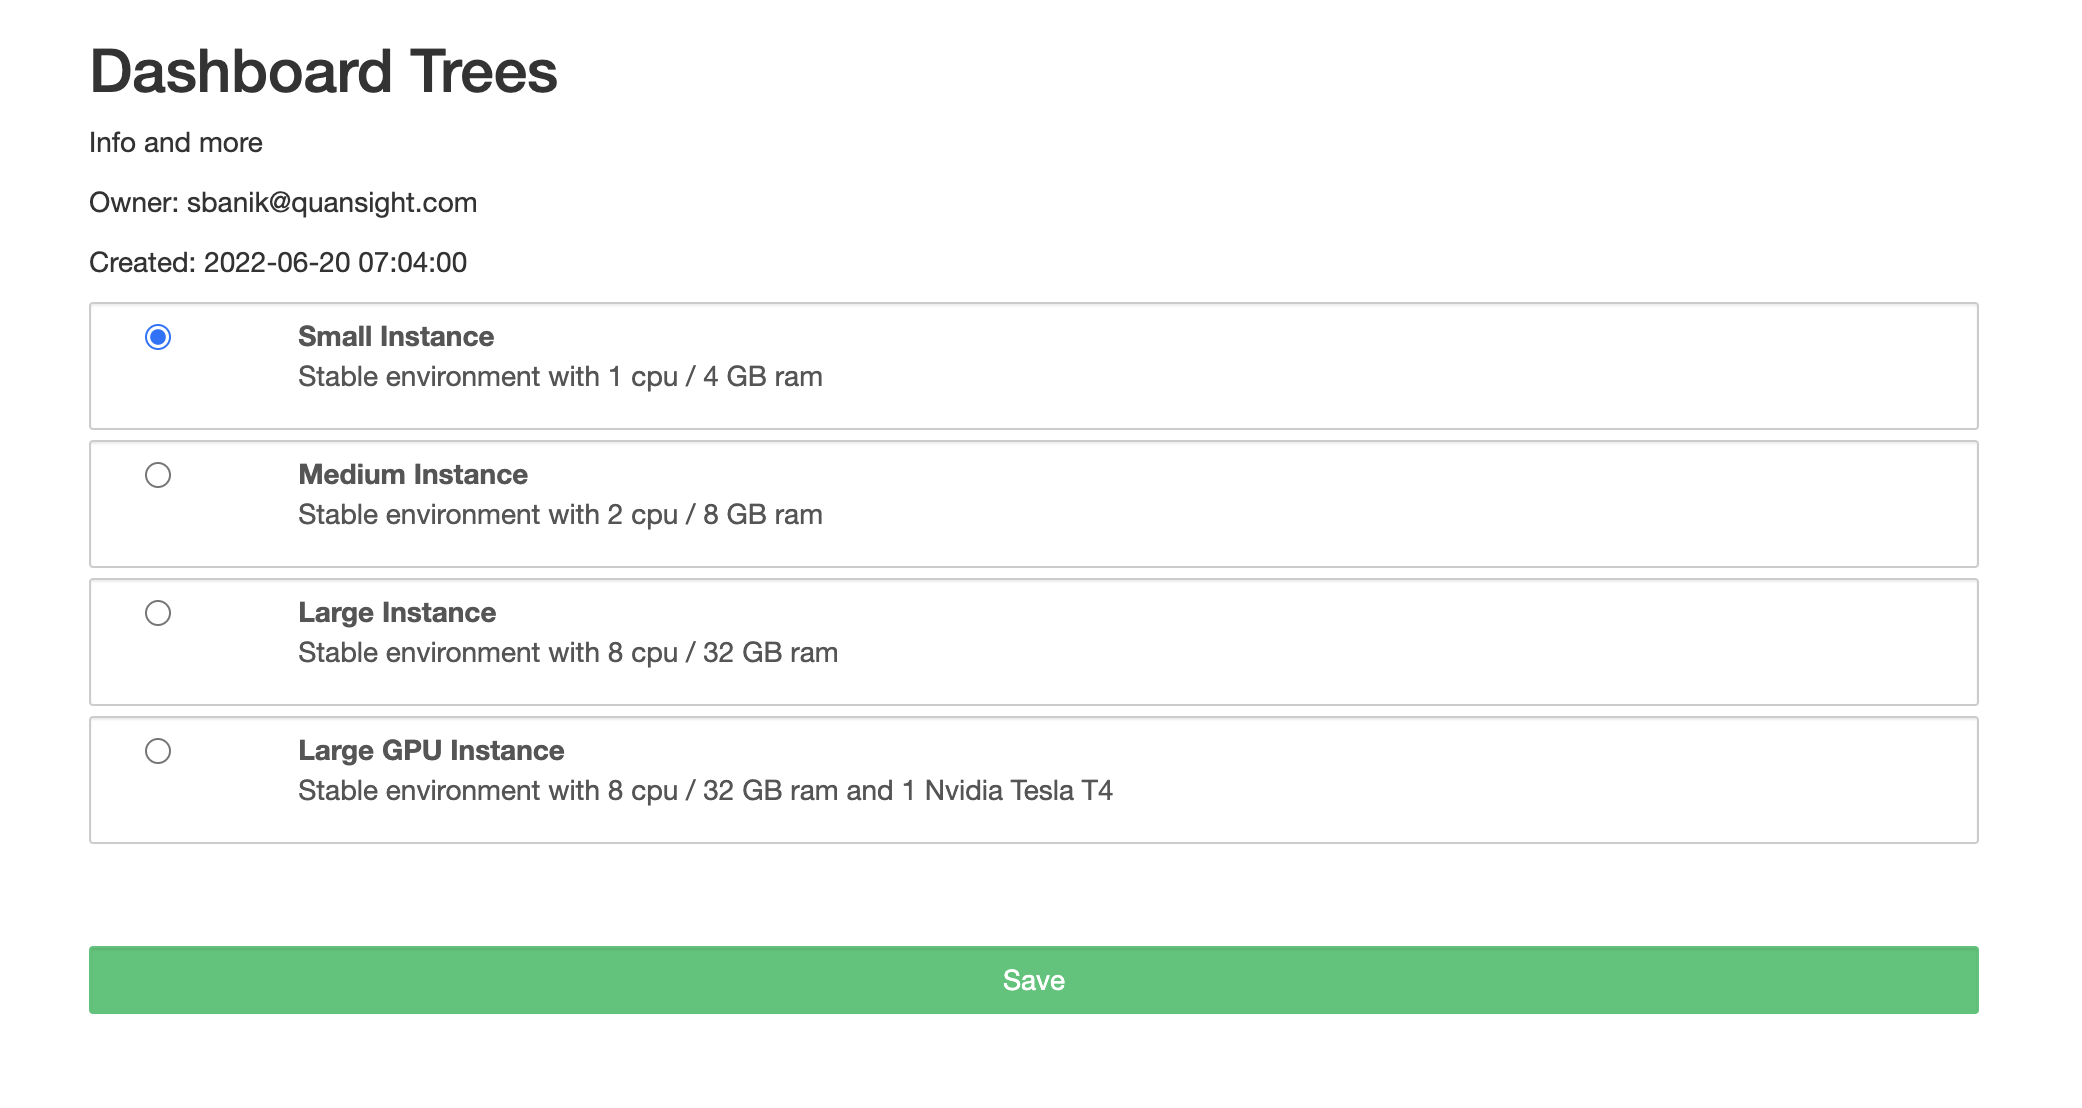 Dashboard Trees
Info and more
Owner: sbanik@quansight.com
Created: 2022-06-20 07:04:00
Small Instance
Stable environment with 1 cpu / 4 GB ram
Medium Instance
Stable environment with 2 cpu / 8 GB ram
Large Instance
Stable environment with 8 cpu / 32 GB ram
Large GPU Instance
Stable environment with 8 cpu / 32 GB ram and 1 Nvidia Tesla T4
Save